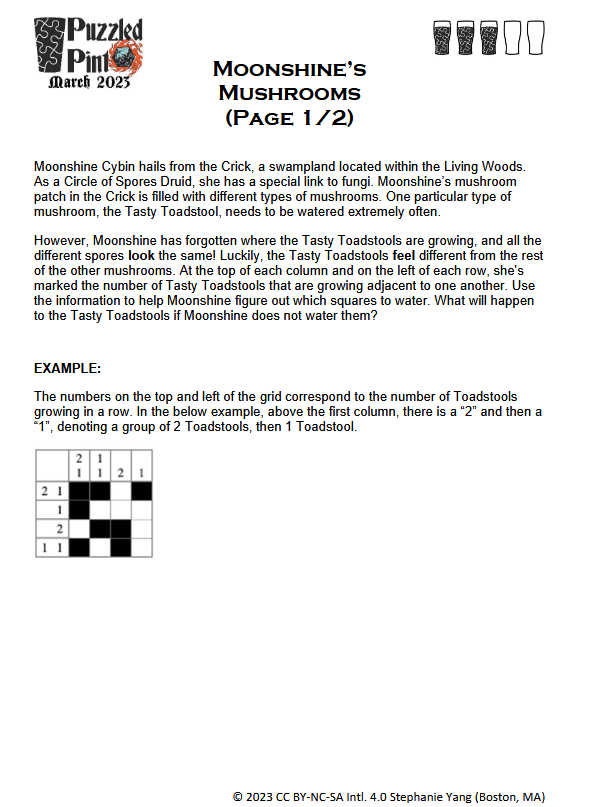 Puzzled
Pint
March 2023
Moonshine's
Mushrooms
(Page 1/2)
Moonshine Cybin hails from the Crick, a swampland located within the Living Woods.
As a Circle of Spores Druid, she has a special link to fungi. Moonshine's mushroom
patch in the Crick is filled with different types of mushrooms. One particular type of
mushroom, the Tasty Toadstool, needs to be watered extremely often.
However, Moonshine has forgotten where the Tasty Toadstools are growing, and all the
different spores look the same! Luckily, the Tasty Toadstools feel different from the rest
of the other mushrooms. At the top of each column and on the left of each row, she's
marked the number of Tasty Toadstools that are growing adjacent to one another. Use
the information to help Moonshine figure out which squares to water. What will happen
to the Tasty Toadstools if Moonshine does not water them?
EXAMPLE:
The numbers on the top and left of the grid correspond to the number of Toadstools
growing in a row. In the below example, above the first column, there is a “2” and then a
“1”, denoting a group of 2 Toadstools, then 1 Toadstool.
2 1
1 1 2 1
2 1
1
2
1 1
© 2023 CC BY-NC-SA Intl. 4.0 Stephanie Yang (Boston, MA)